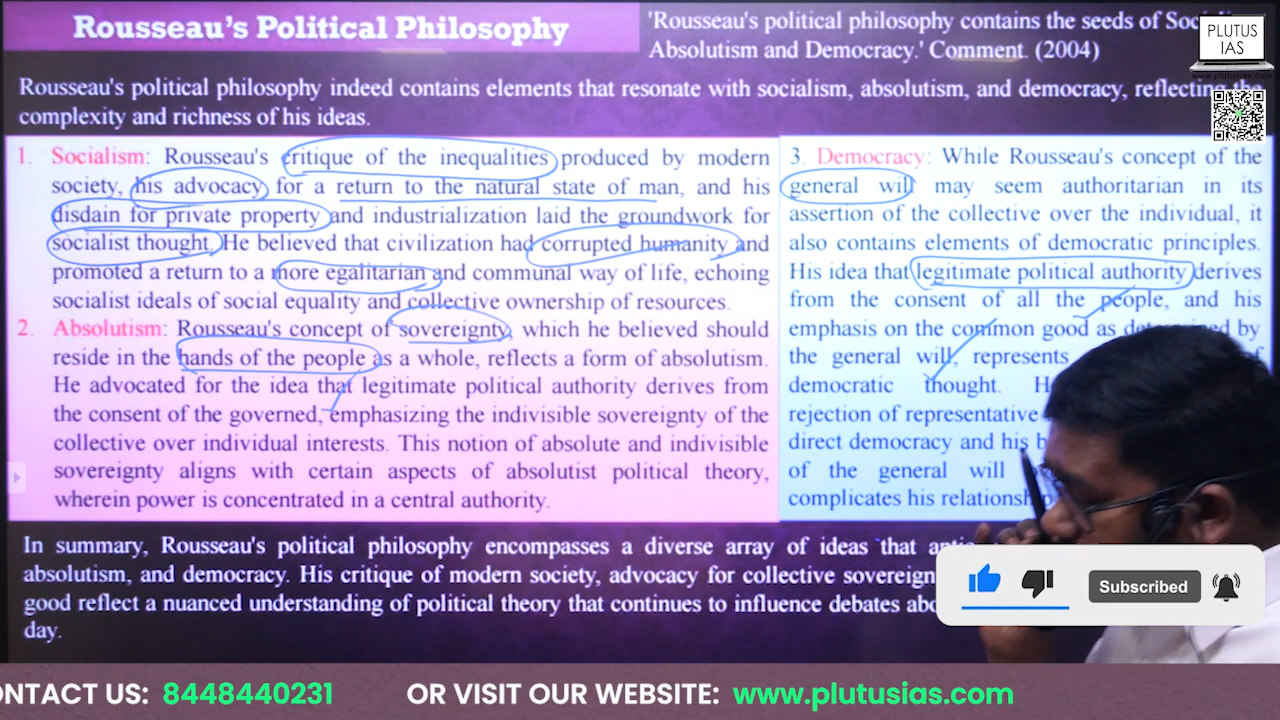 Rousseau's Political Philosophy
'Rousseau's political philosophy contains the seeds of
Absolutism and Democracy.' Comment. (2004)
PLUTUS
IAS
www.plutusias.com
Rousseau's political philosophy indeed contains elements that resonate with socialism, absolutism, and democracy, reflecting the
complexity and richness of his ideas.
1. Socialism: Rousseau's critique of the inequalities produced by modern
society, his advocacy for a return to the natural state of man, and his
disdain for private property and industrialization laid the groundwork for
socialist thought. He believed that civilization had corrupted humanity and
promoted a return to a more egalitarian and communal way of life, echoing
socialist ideals of social equality and collective ownership of resources.
2. Absolutism: Rousseau's concept of sovereignty, which he believed should
reside in the hands of the people as a whole, reflects a form of absolutism.
He advocated for the idea that legitimate political authority derives from
the consent of the governed, emphasizing the indivisible sovereignty of the
collective over individual interests. This notion of absolute and indivisible
sovereignty aligns with certain aspects of absolutist political theory,
wherein power is concentrated in a central authority.
3. Democracy: While Rousseau's concept of the
general will may seem authoritarian in its
assertion of the collective over the individual, it
also contains elements of democratic principles.
His idea that legitimate political authority derives
from the consent of all the people, and his
emphasis on the common good as determined by
the general will, represents
democratic thought.
rejection of representative
direct democracy and his
of the general will
complicates his
In summary, Rousseau's political philosophy encompasses a diverse array of ideas that
absolutism, and democracy. His critique of modern society, advocacy for collective
good reflect a nuanced understanding of political theory that continues to influence debates
day.
Subscribed
ONTACT US: 8448440231 OR VISIT OUR WEBSITE: www.plutusias.com